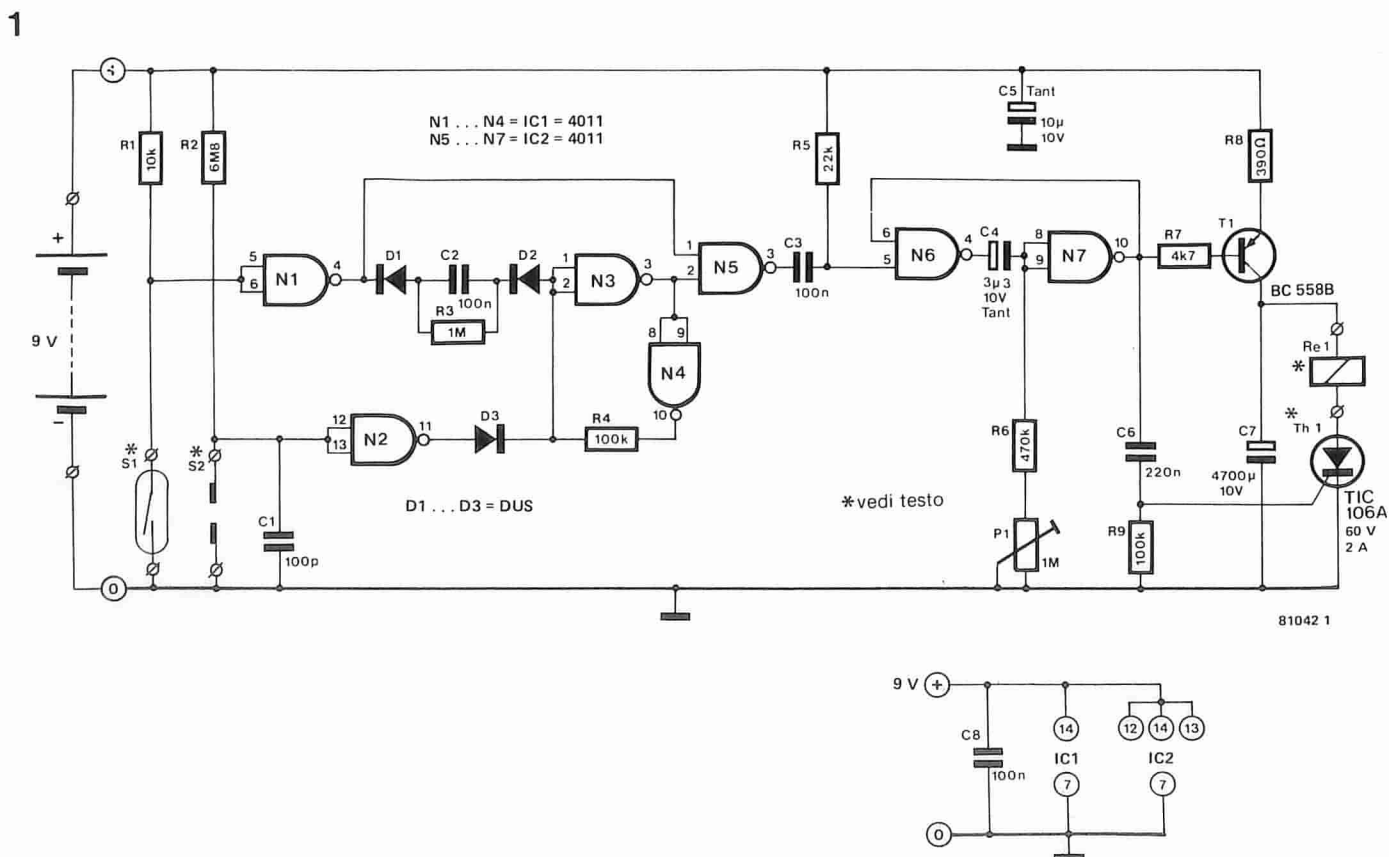 1
+
C5 Tant
10µ
10V
N1 . . . N4 = IC1 = 4011
N5 . . . N7 = IC2 = 4011
R1
10k
R2
6M8
R5
22k
R8
390Ω
+
9 V
−
5
6
N1
4
D1
C2
100n
R3
1M
D2
1
2
N3
3
1
2
N5
3
C3
100n
6
5
N6
4
C4
3µ3
10V
Tant
8
9
N7
10
R7
4k7
T1
BC 558B
8
9
N4
10
Re 1
*
12
13
N2
11
D3
R4
100k
*
S1
*
S2
R6
470k
C6
220n
C7
4700µ
10V
*
Th 1
TIC
106A
60 V
2 A
D1 . . . D3 = DUS
*vedi testo
C1
100p
P1
1M
R9
100k
0
81042 1
9 V +
C8
100n
14
12
14
13
IC1
IC2
7
7
0